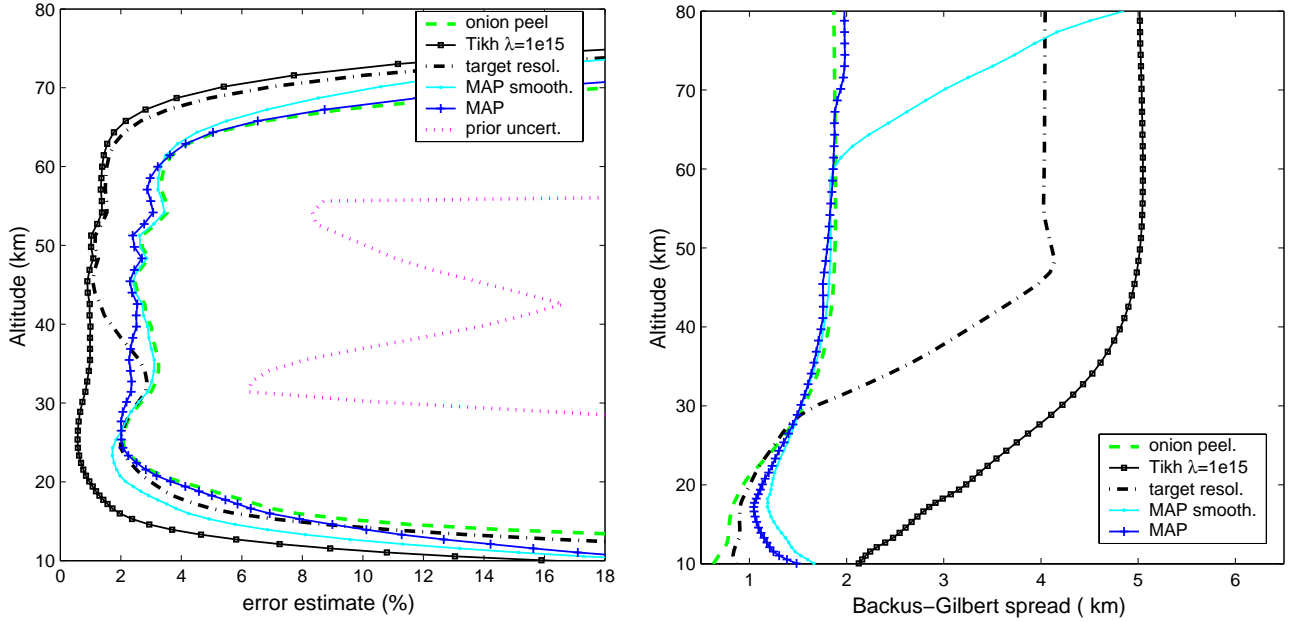 80
70
60
50
40
30
20
10
Altitude (km)
0
2
4
6
8
10
12
14
16
18
error estimate (%)
onion peel
Tikh λ=1e15
target resol.
MAP smooth.
MAP
prior uncert.
80
70
60
50
40
30
20
10
Altitude (km)
1
2
3
4
5
6
Backus−Gilbert spread ( km)
onion peel.
Tikh λ=1e15
target resol.
MAP smooth.
MAP